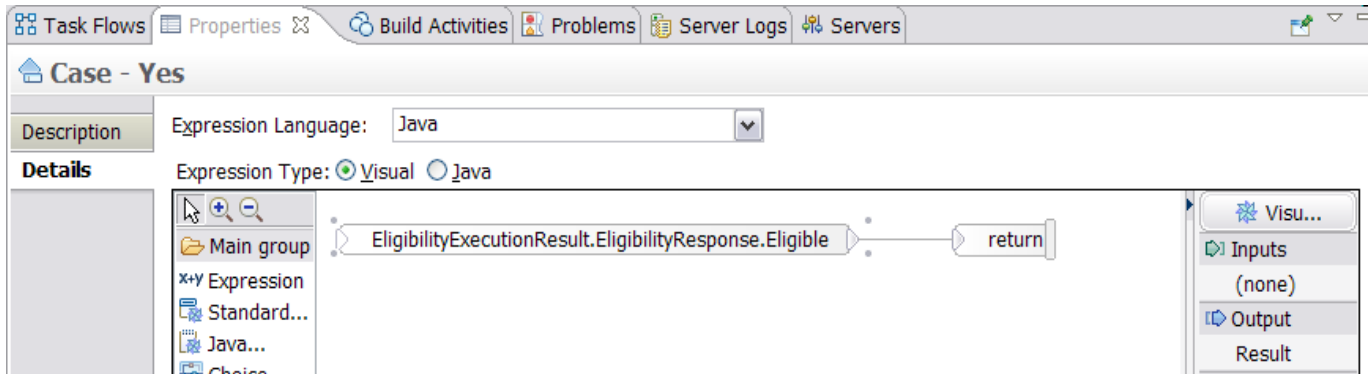 Task Flows Properties Build Activities Problems Server Logs Servers
Case - Yes
Description
Expression Language: Java
Details
Expression Type: Visual Java
Main group
x+y Expression
Standard...
Java...
Choice
EligibilityExecutionResult.EligibilityResponse.Eligible return
Visu...
Inputs
(none)
Output
Result